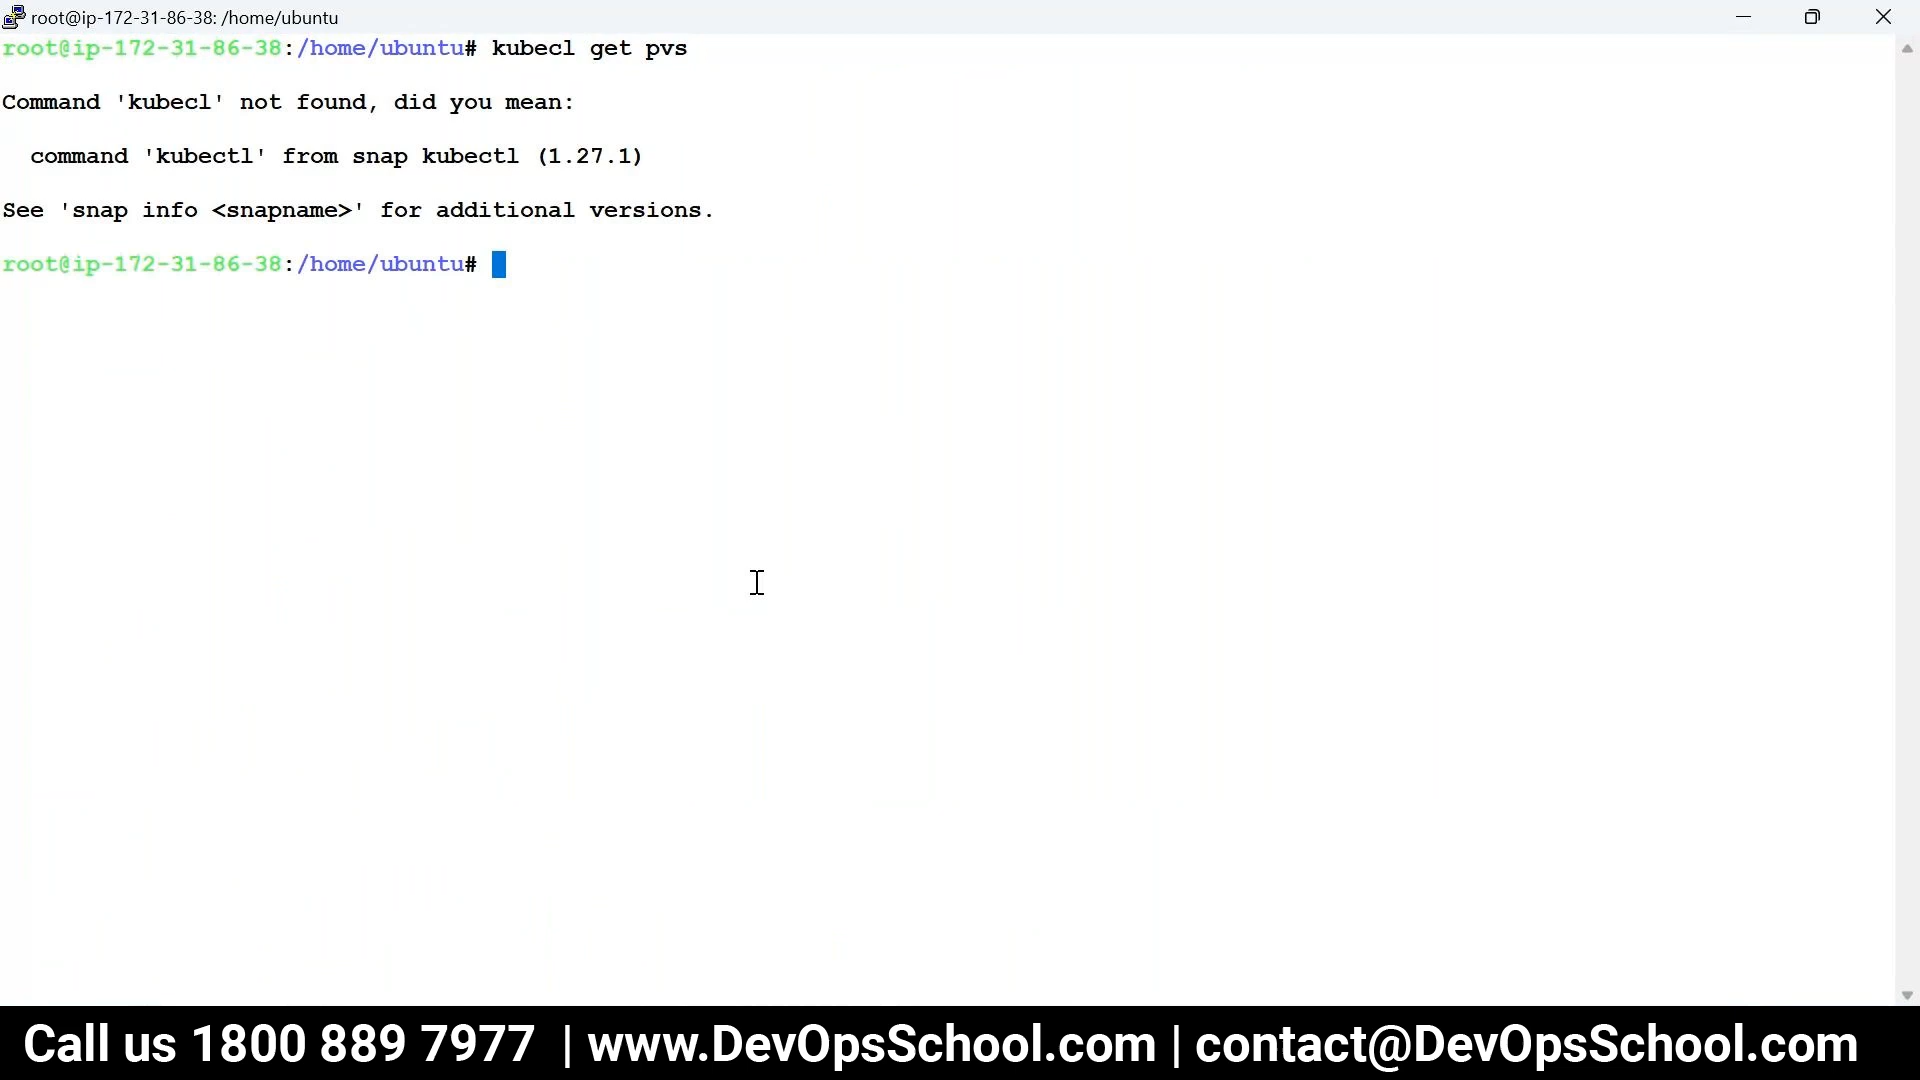 root@ip-172-31-86-38: /home/ubuntu
root@ip-172-31-86-38:/home/ubuntu# kubecl get pvs
Command 'kubecl' not found, did you mean:
command 'kubectl' from snap kubectl (1.27.1)
See 'snap info <snapname>' for additional versions.
root@ip-172-31-86-38:/home/ubuntu#
Call us 1800 889 7977 | www.DevOpsSchool.com | contact@DevOpsSchool.com